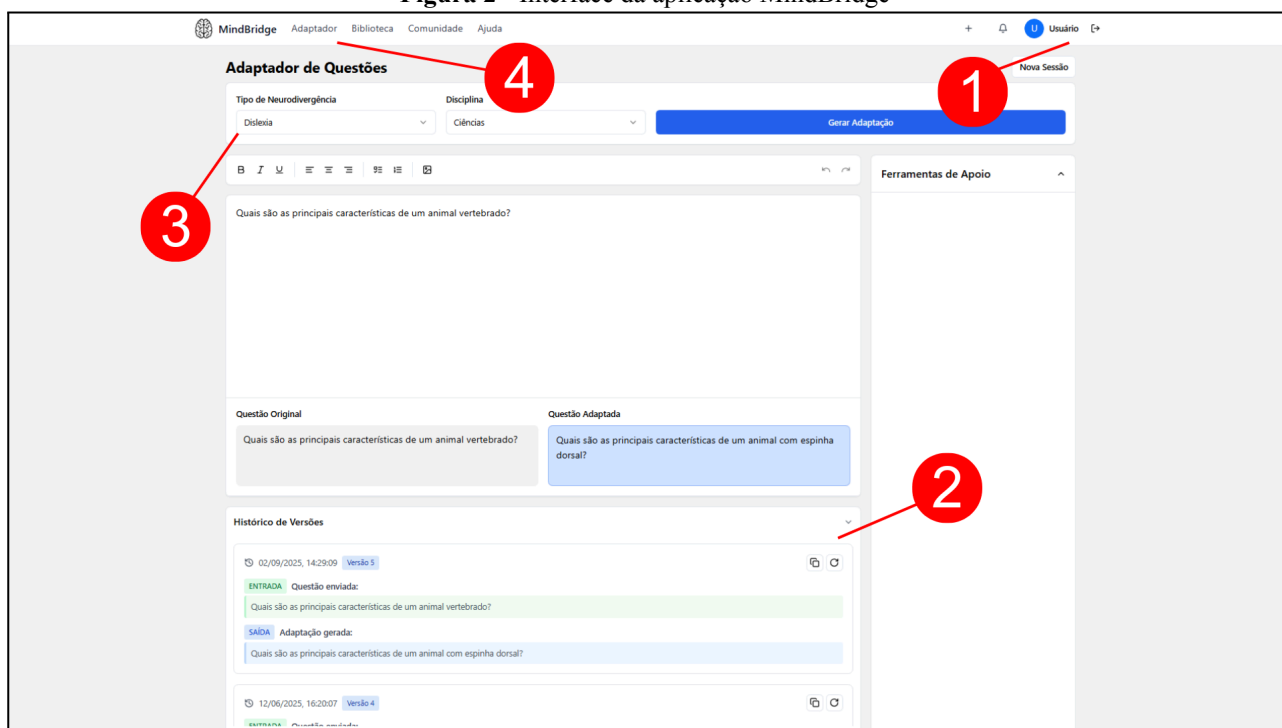 Figura 2 - Interface da aplicação MindBridge
MindBridge Adaptador Biblioteca Comunidade Ajuda + U Usuário
Adaptador de Questões Nova Sessão
4
1
Tipo de Neurodivergência Disciplina
Dislexia Ciências Gerar Adaptação
B I U Ferramentas de Apoio
3
Quais são as principais características de um animal vertebrado?
Questão Original Questão Adaptada
Quais são as principais características de um animal vertebrado? Quais são as principais características de um animal com espinha
dorsal?
2
Histórico de Versões
02/09/2025, 14:29:09 Versão 5
ENTRADA Questão enviada:
Quais são as principais características de um animal vertebrado?
SAÍDA Adaptação gerada:
Quais são as principais características de um animal com espinha dorsal?
12/06/2025, 16:20:07 Versão 4
ENTRADA Questão enviada: